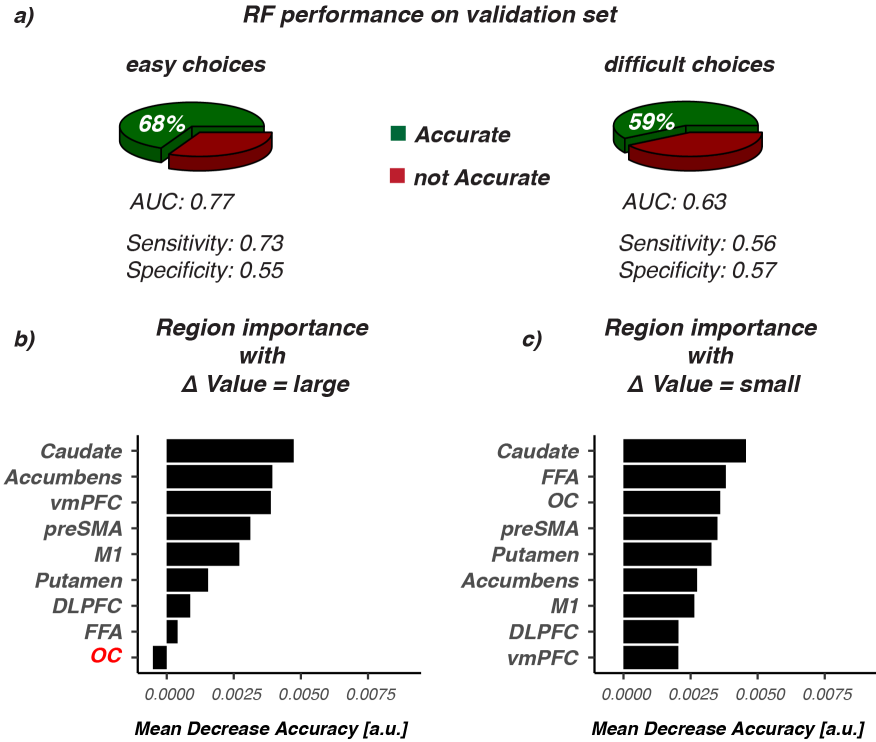 a)
RF performance on validation set
easy choices
difficult choices
68%
59%
Accurate
not Accurate
AUC: 0.77
Sensitivity: 0.73
Specificity: 0.55
AUC: 0.63
Sensitivity: 0.56
Specificity: 0.57
b)
Region importance
with
Δ Value = large
Caudate
Accumbens
vmPFC
preSMA
M1
Putamen
DLPFC
FFA
OC
0.0000 0.0025 0.0050 0.0075
Mean Decrease Accuracy [a.u.]
c)
Region importance
with
Δ Value = small
Caudate
FFA
OC
preSMA
Putamen
Accumbens
M1
DLPFC
vmPFC
0.0000 0.0025 0.0050 0.0075
Mean Decrease Accuracy [a.u.]